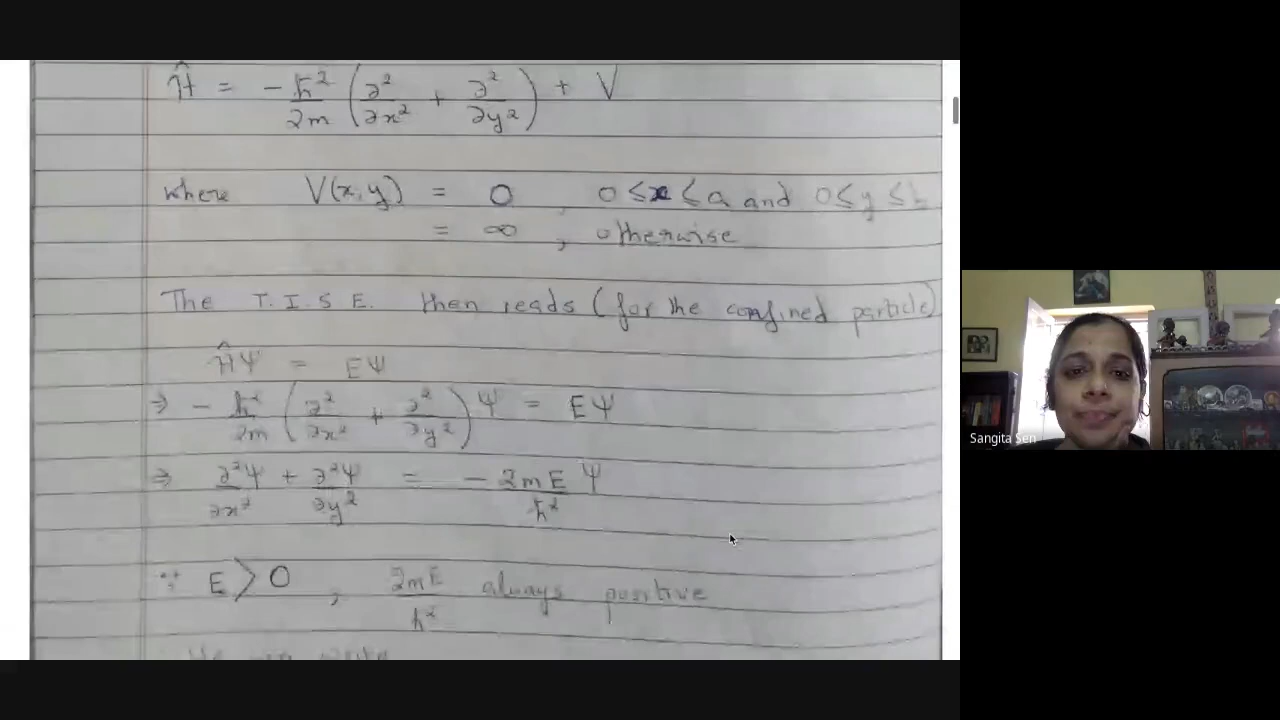 Ĥ = -ħ²/2m (∂²/∂x² + ∂²/∂y²) + V
where V(x,y) = 0 , 0 ≤ x ≤ a and 0 ≤ y ≤ b
= ∞ , otherwise
The T.I.S.E. then reads (for the confined particle)
ĤΨ = EΨ
⇒ -ħ²/2m (∂²/∂x² + ∂²/∂y²) Ψ = EΨ
⇒ ∂²Ψ/∂x² + ∂²Ψ/∂y² = -2mE/ħ² Ψ
∵ E > 0 , 2mE/ħ² always positive
Sangita Sen